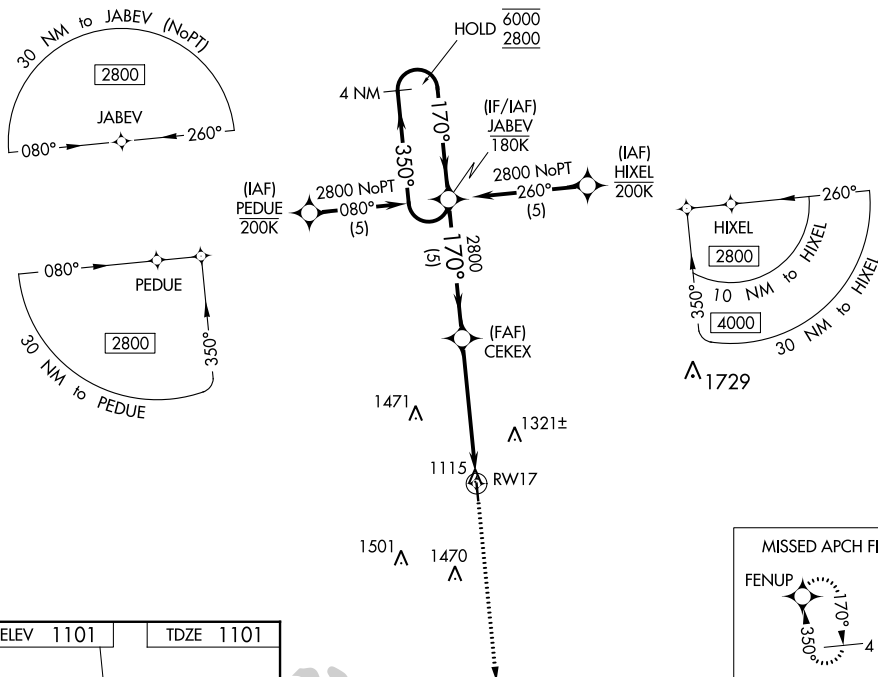 30 NM to JABEV (NoPT)
2800
JABEV
080°
260°
HOLD 6000
2800
4 NM
170°
350°
(IF/IAF)
JABEV
180K
(IAF)
PEDUE
200K
2800 NoPT
080°
(5)
(IAF)
HIXEL
200K
2800 NoPT
260°
(5)
2800
170°
(5)
080°
PEDUE
2800
350°
30 NM to PEDUE
260°
HIXEL
2800
10 NM to HIXEL
350°
4000
30 NM to HIXEL
1729
(FAF)
CEKEX
1471
1321±
1115
RW17
1501
1470
MISSED APCH FI
FENUP
170°
350°
4
ELEV 1101
TDZE 1101